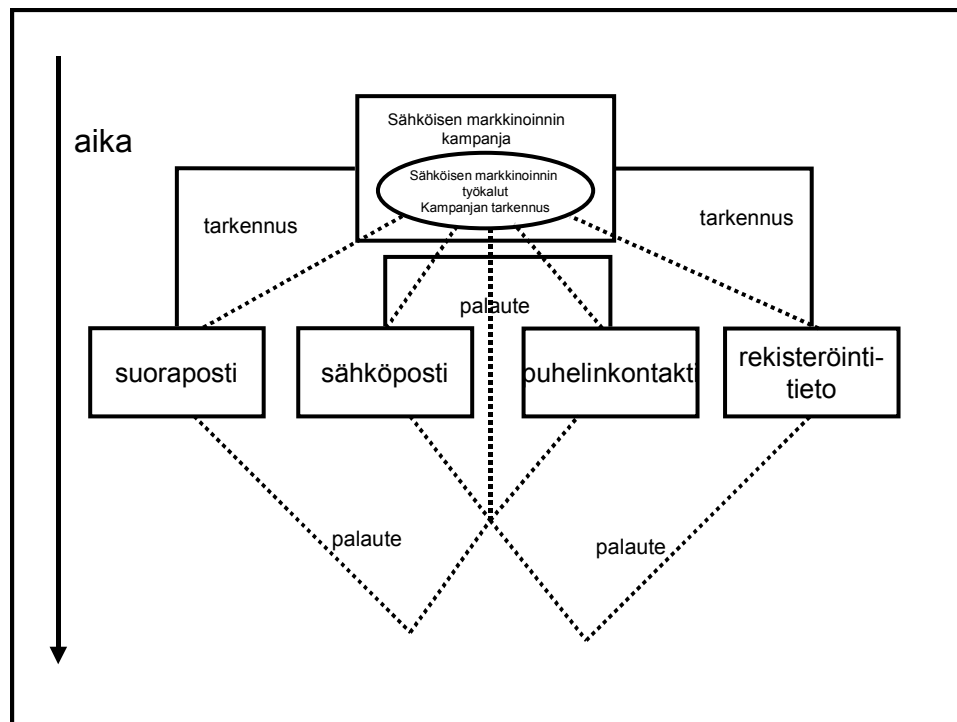 aika
Sähköisen markkinoinnin
kampanja
Sähköisen markkinoinnin
työkalut
Kampanjan tarkennus
tarkennus
tarkennus
palaute
suoraposti
sähköposti
puhelinkontakti
rekisteröinti-
tieto
palaute
palaute